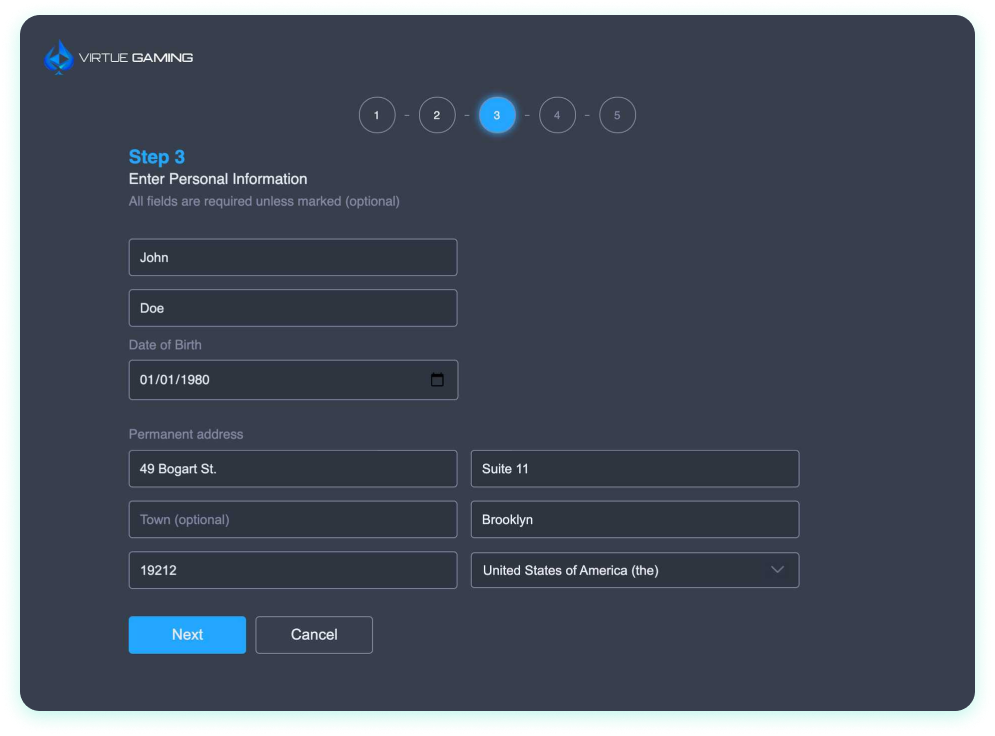 VIRTUE GAMING
1 - 2 - 3 - 4 - 5
Step 3
Enter Personal Information
All fields are required unless marked (optional)
John
Doe
Date of Birth
01/01/1980
Permanent address
49 Bogart St.
Suite 11
Town (optional)
Brooklyn
19212
United States of America (the)
Next
Cancel